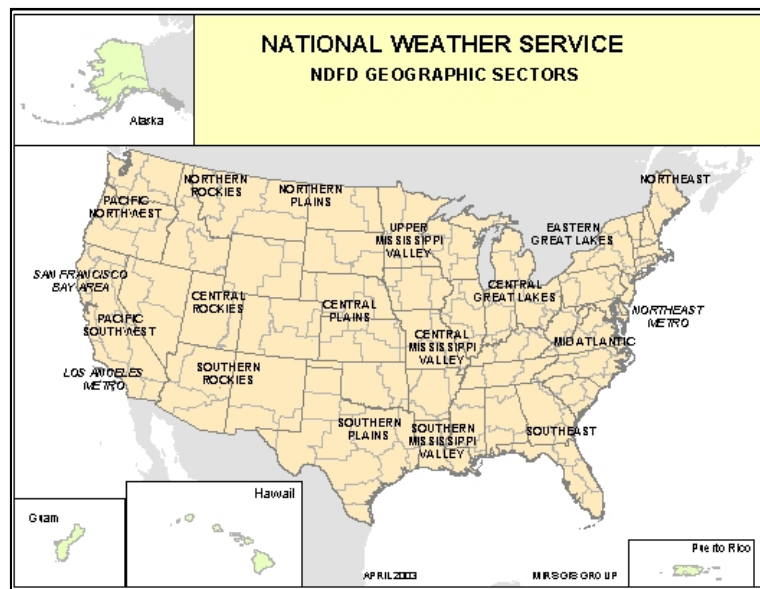 NATIONAL WEATHER SERVICE
NDFD GEOGRAPHIC SECTORS
Alaska
NORTHERN
ROCKIES
NORTHERN
PLAINS
NORTHEAST
PACIFIC
NORTHWEST
UPPER
MISSISSIPPI
VALLEY
EASTERN
GREAT LAKES
SAN FRANCISCO
BAY AREA
CENTRAL
ROCKIES
CENTRAL
PLAINS
CENTRAL
GREAT LAKES
NORTHEAST
METRO
PACIFIC
SOUTHWEST
CENTRAL
MISSISSIPPI
VALLEY
MID ATLANTIC
LOS ANGELES
METRO
SOUTHERN
ROCKIES
SOUTHERN
PLAINS
SOUTHERN
MISSISSIPPI
VALLEY
SOUTHEAST
Guam
Hawaii
Puerto Rico
APRIL 2003
MIRSGIS GROUP